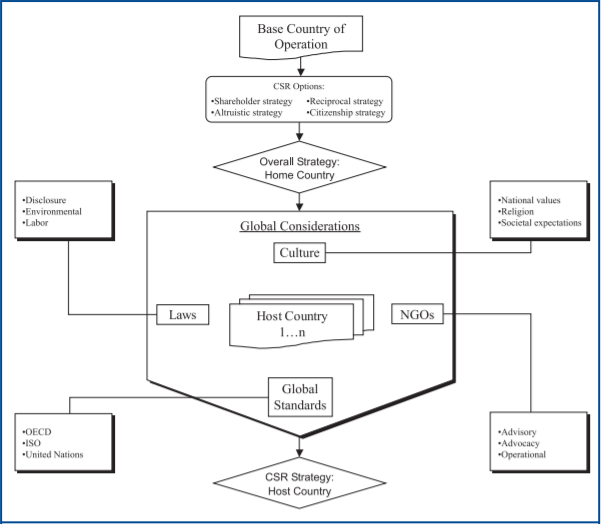 Base Country of
Operation
CSR Options:
•Shareholder strategy •Reciprocal strategy
•Altruistic strategy •Citizenship strategy
Overall Strategy:
Home Country
•Disclosure
•Environmental
•Labor
•National values
•Religion
•Societal expectations
Global Considerations
Culture
Laws
Host Country
1…n
NGOs
Global
Standards
•OECD
•ISO
•United Nations
•Advisory
•Advocacy
•Operational
CSR Strategy:
Host Country